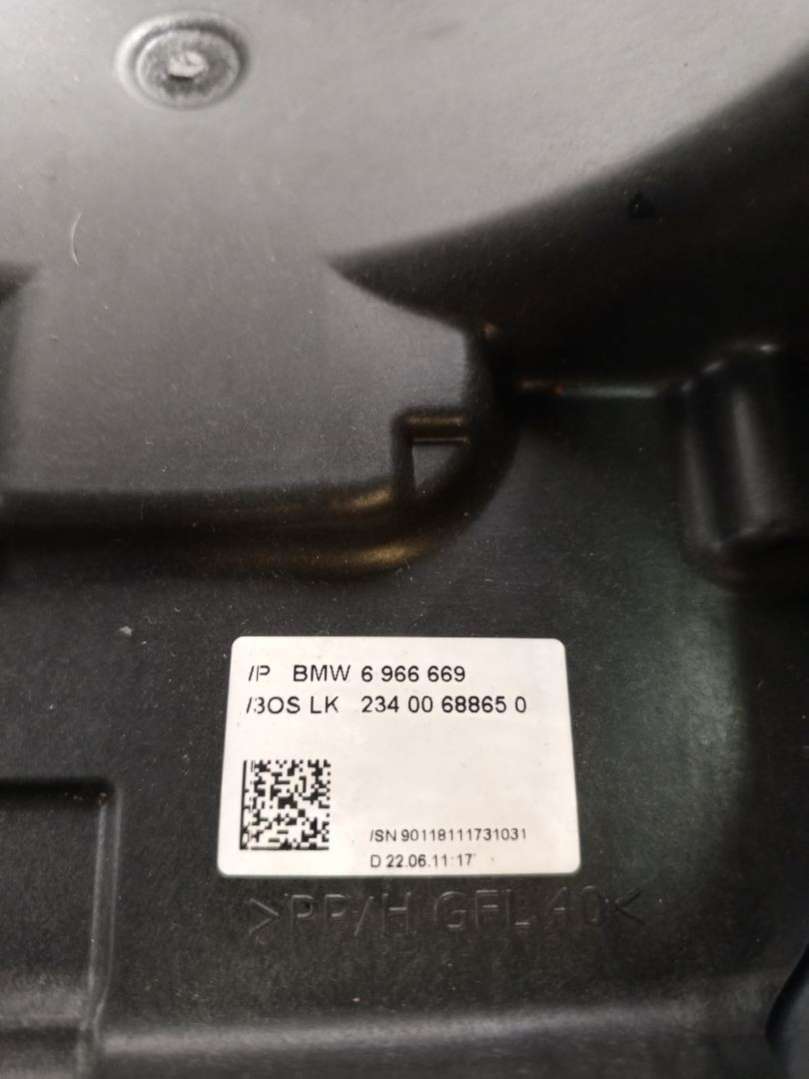 /P BMW 6 966 669
/BOS LK 234 00 68865 0
/SN 90118111731031
D 22.06.11:17
>PP/H GFL 40<